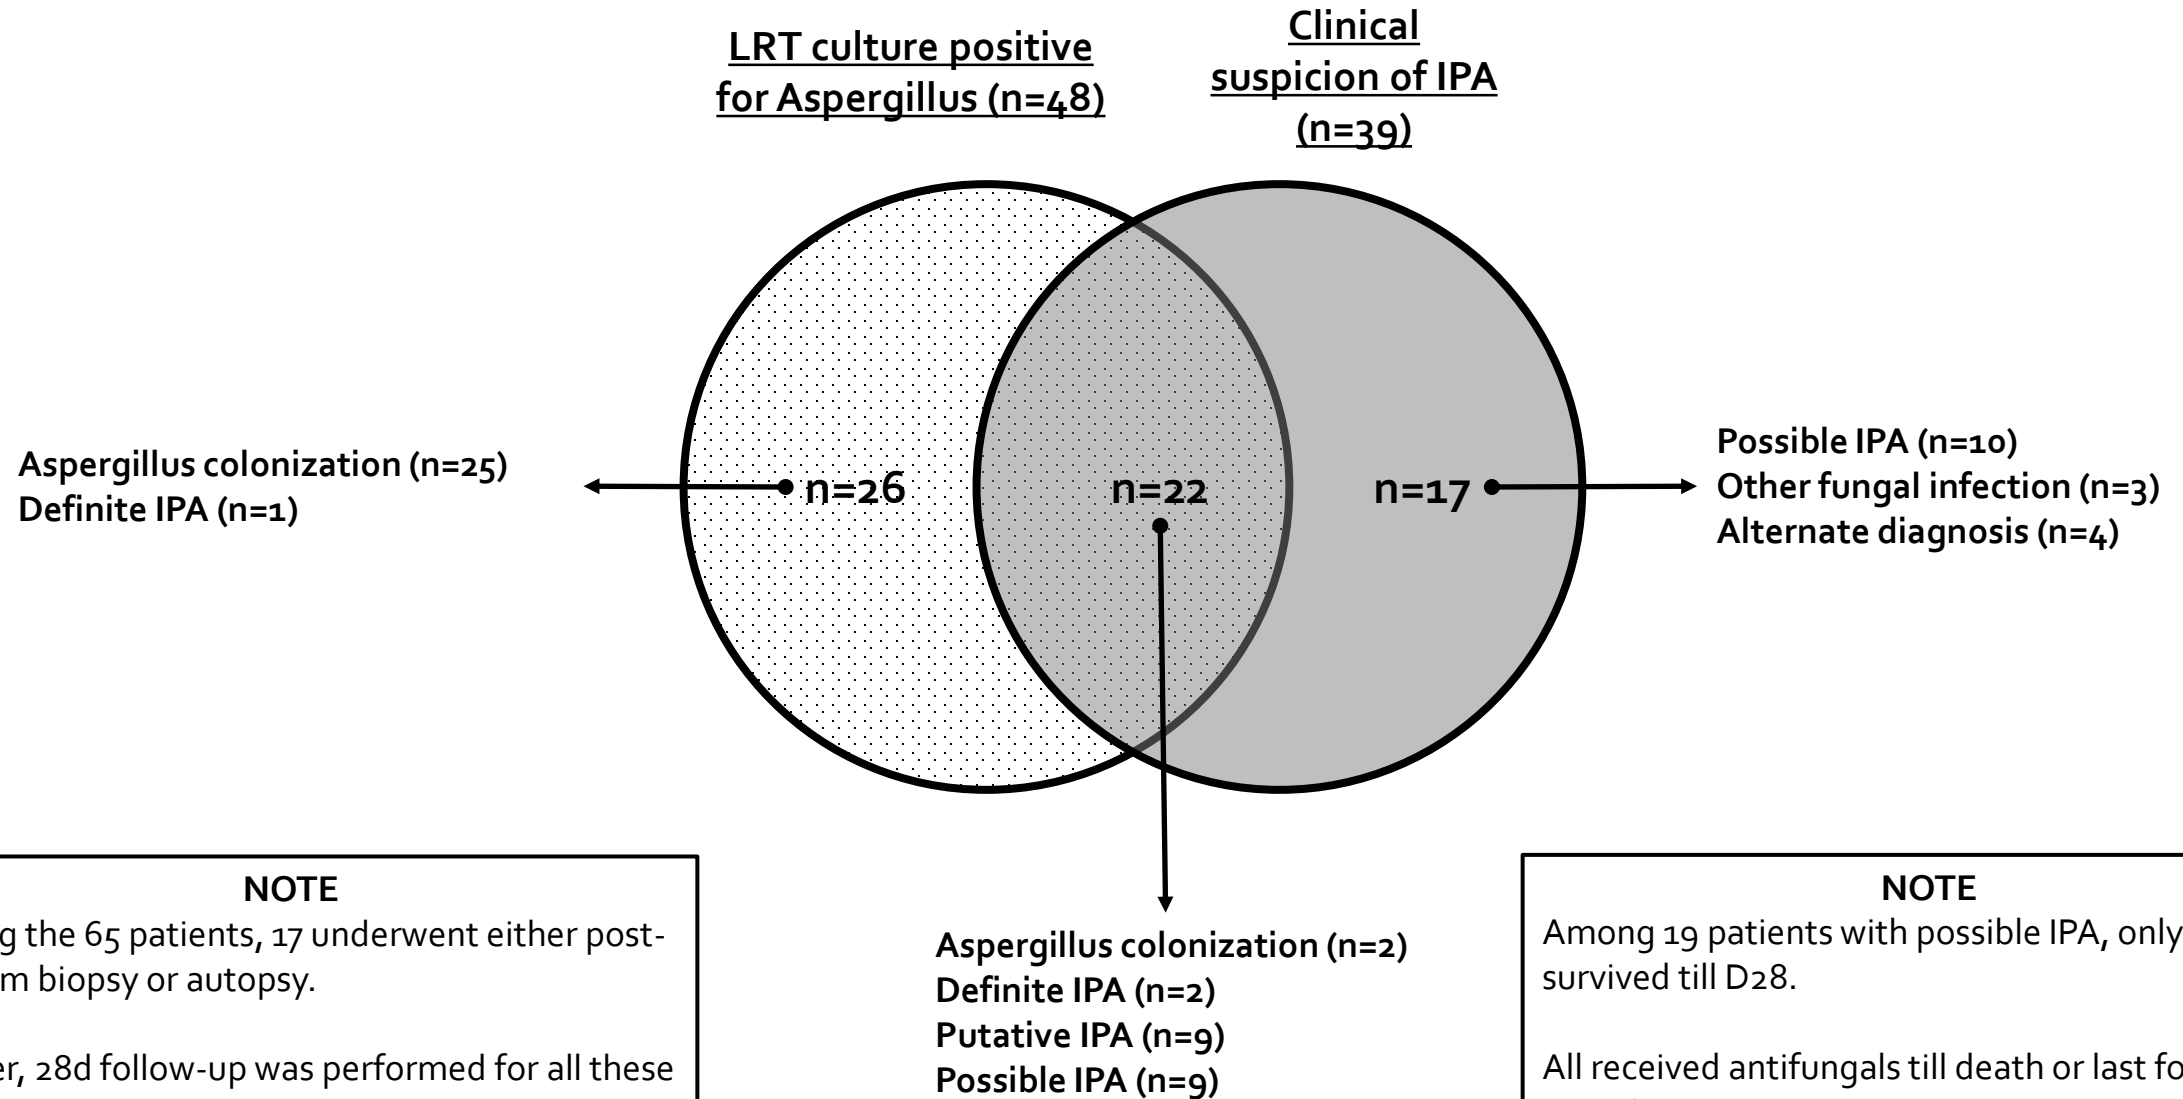 LRT culture positive
for Aspergillus (n=48)
Clinical
suspicion of IPA
(n=39)
Aspergillus colonization (n=25)
Definite IPA (n=1)
n=26
n=22
n=17
Possible IPA (n=10)
Other fungal infection (n=3)
Alternate diagnosis (n=4)
NOTE
the 65 patients, 17 underwent either post-
biopsy or autopsy.
28d follow-up was performed for all these
Aspergillus colonization (n=2)
Definite IPA (n=2)
Putative IPA (n=9)
Possible IPA (n=9)
NOTE
Among 19 patients with possible IPA, only
survived till D28.
All received antifungals till death or last